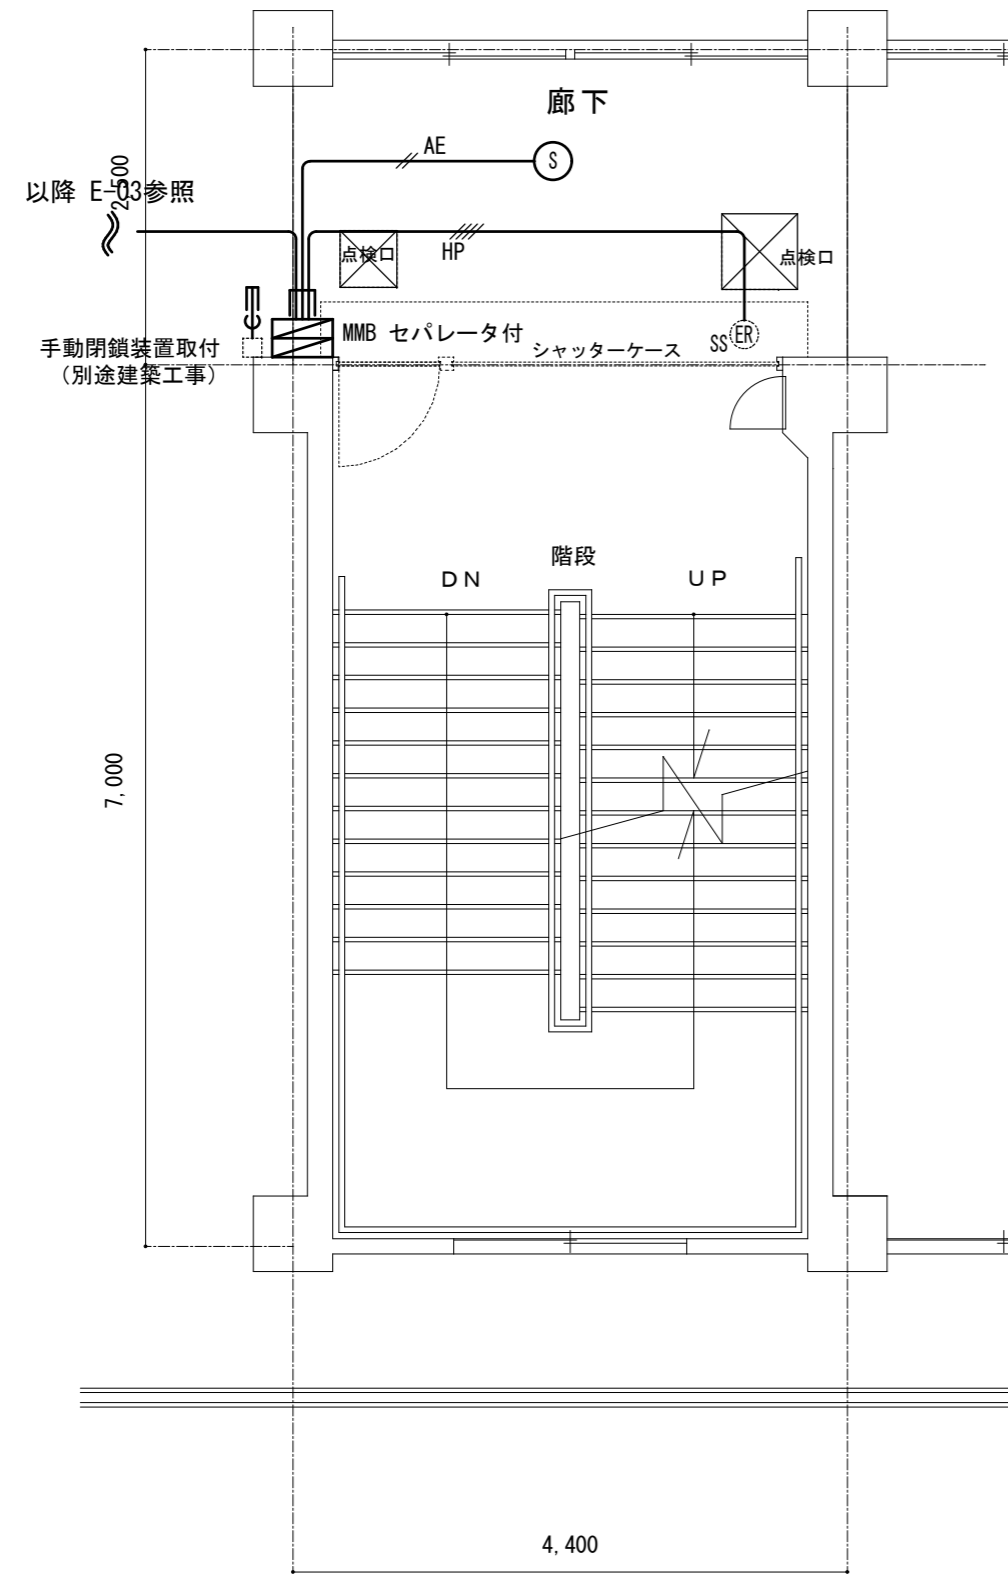 廊下
AE
S
2,500
以降 E-03参照
HP
点検口
点検口
MMB セパレータ付
シャッターケース
SS
ER
手動閉鎖装置取付
（別途建築工事）
階段
DN
UP
7,000
4,400